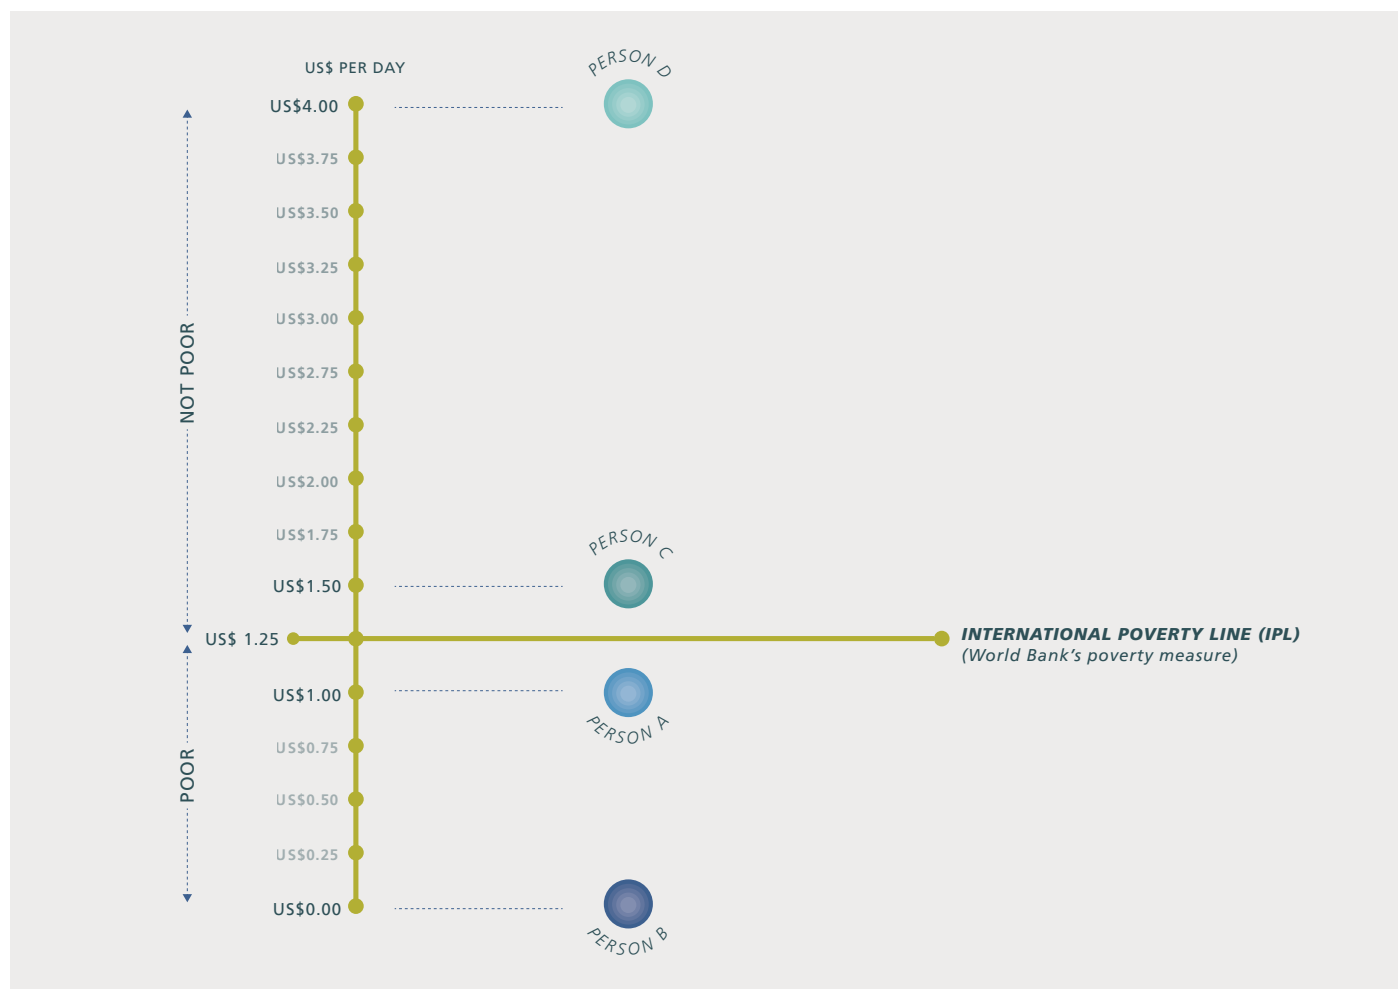 US$ PER DAY
PERSON D
US$4.00
US$3.75
US$3.50
US$3.25
US$3.00
NOT POOR
US$2.75
US$2.25
US$2.00
US$1.75
PERSON C
US$1.50
US$ 1.25
INTERNATIONAL POVERTY LINE (IPL)
(World Bank’s poverty measure)
US$1.00
PERSON A
US$0.75
POOR
US$0.50
US$0.25
US$0.00
PERSON B